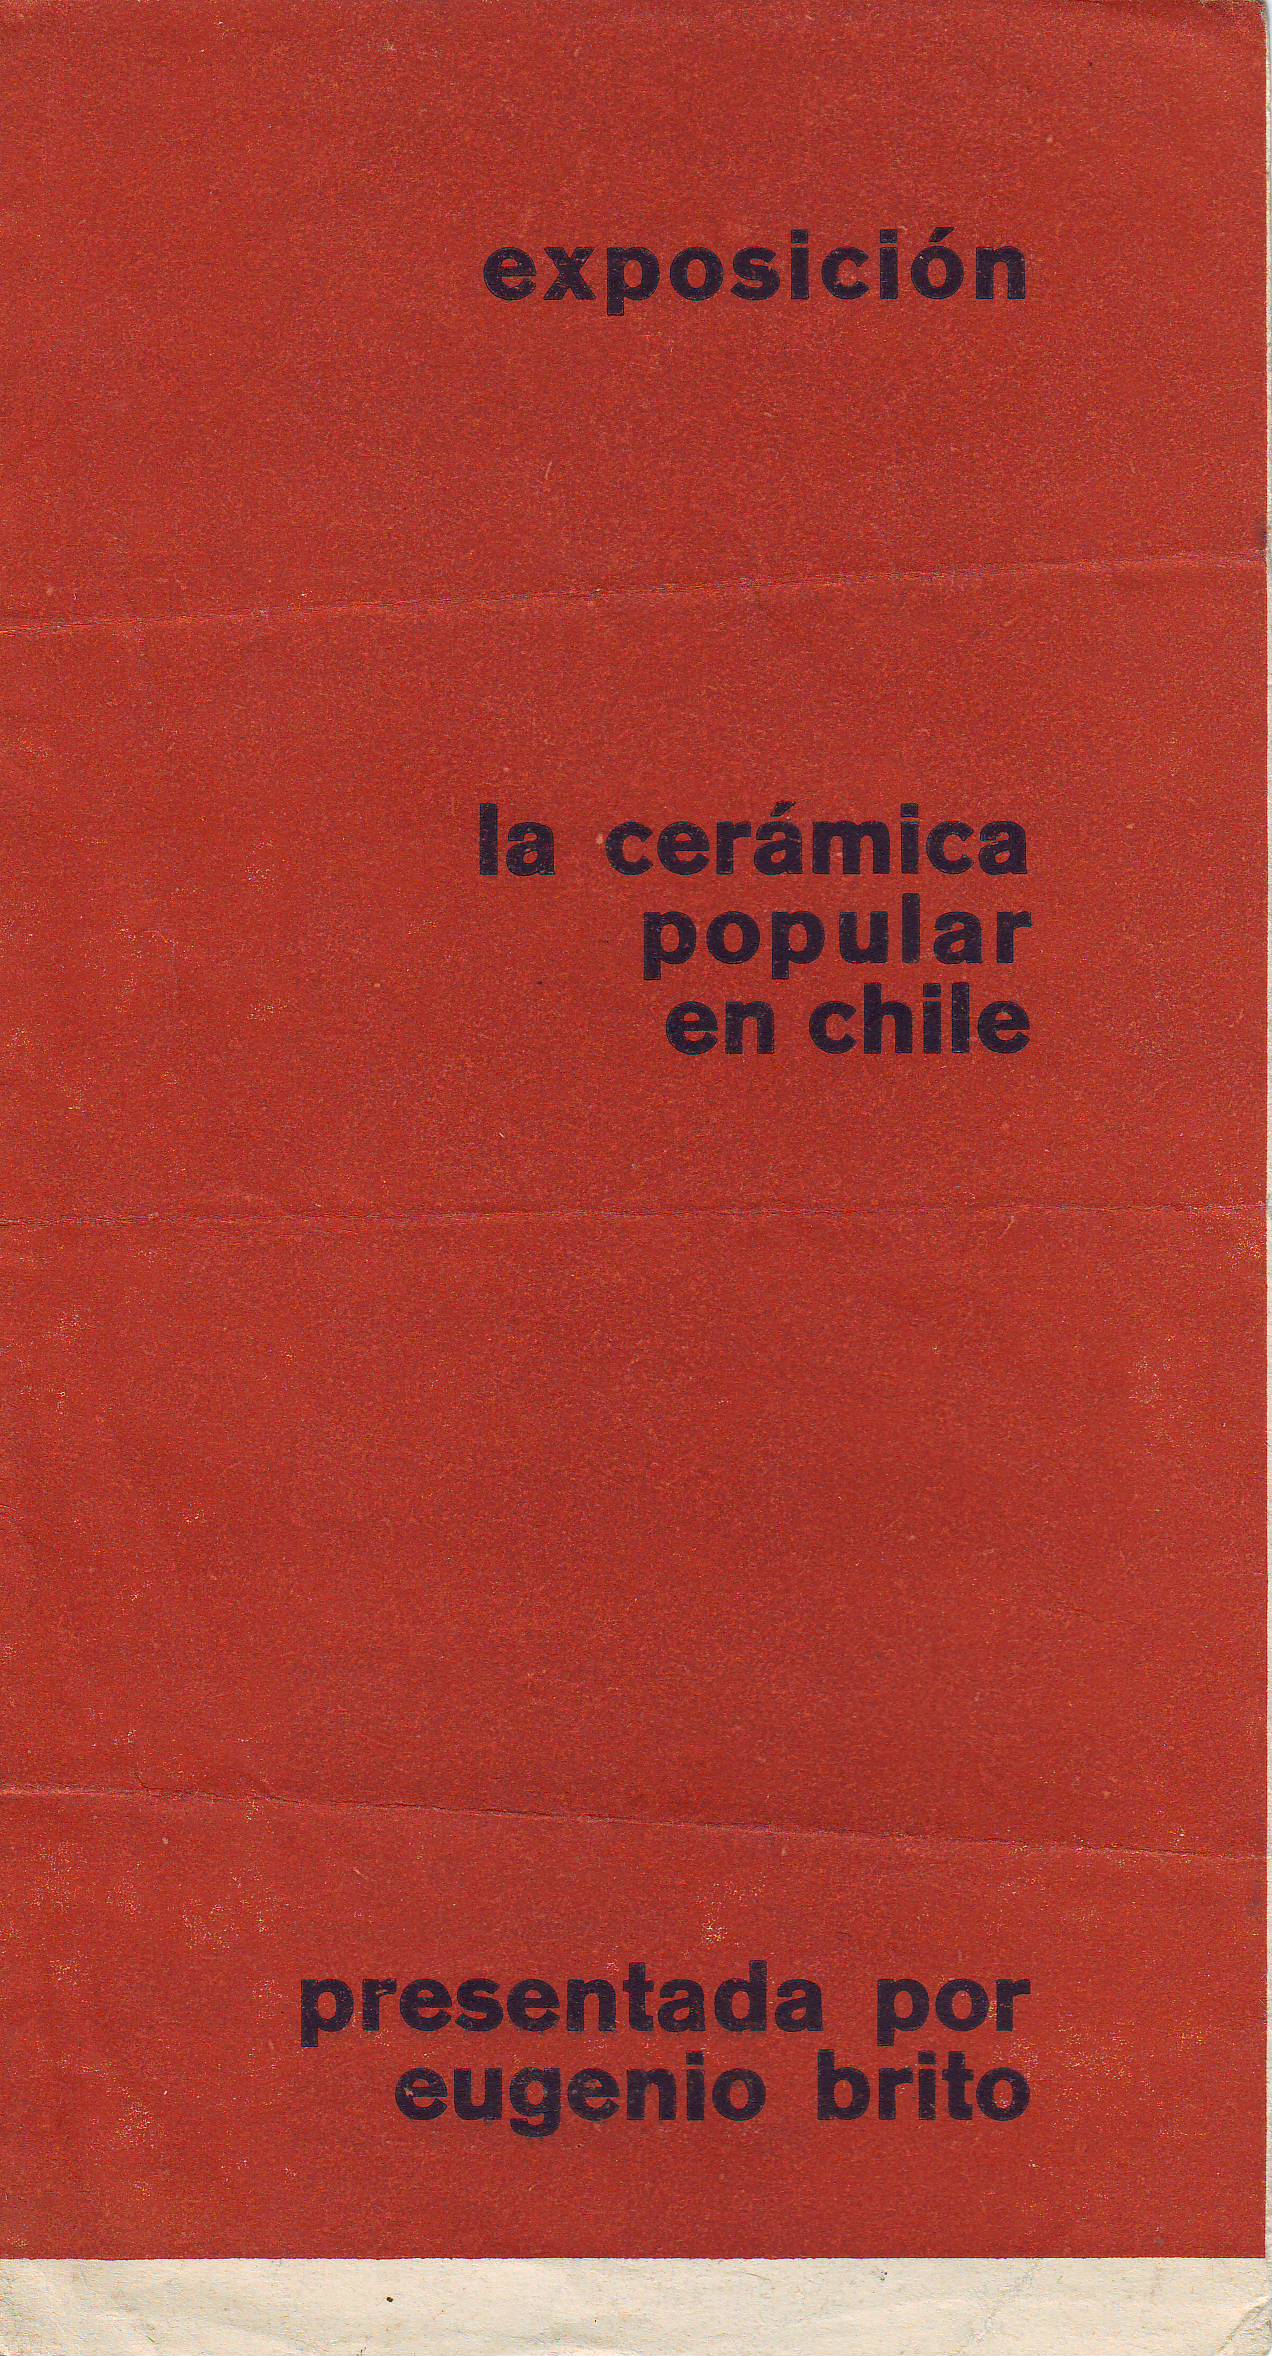 exposición
la cerámica
popular
en chile
presentada por
eugenio brito